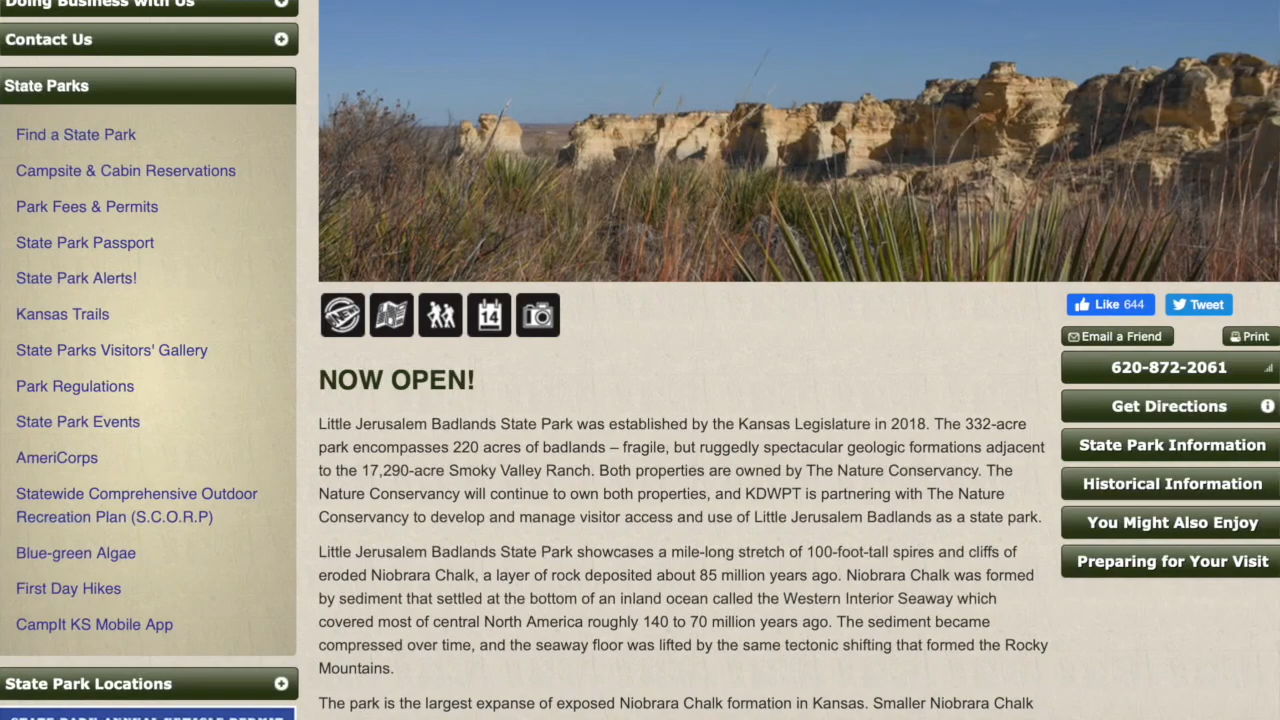 Doing Business with Us
Contact Us
State Parks
Find a State Park
Campsite & Cabin Reservations
Park Fees & Permits
State Park Passport
State Park Alerts!
Kansas Trails
State Parks Visitors' Gallery
Park Regulations
State Park Events
AmeriCorps
Statewide Comprehensive Outdoor
Recreation Plan (S.C.O.R.P)
Blue-green Algae
First Day Hikes
CampIt KS Mobile App
State Park Locations
STATE PARK ANNUAL VEHICLE PERMIT
14
NOW OPEN!
Little Jerusalem Badlands State Park was established by the Kansas Legislature in 2018. The 332-acre
park encompasses 220 acres of badlands – fragile, but ruggedly spectacular geologic formations adjacent
to the 17,290-acre Smoky Valley Ranch. Both properties are owned by The Nature Conservancy. The
Nature Conservancy will continue to own both properties, and KDWPT is partnering with The Nature
Conservancy to develop and manage visitor access and use of Little Jerusalem Badlands as a state park.
Little Jerusalem Badlands State Park showcases a mile-long stretch of 100-foot-tall spires and cliffs of
eroded Niobrara Chalk, a layer of rock deposited about 85 million years ago. Niobrara Chalk was formed
by sediment that settled at the bottom of an inland ocean called the Western Interior Seaway which
covered most of central North America roughly 140 to 70 million years ago. The sediment became
compressed over time, and the seaway floor was lifted by the same tectonic shifting that formed the Rocky
Mountains.
The park is the largest expanse of exposed Niobrara Chalk formation in Kansas. Smaller Niobrara Chalk
Like 644
Tweet
Email a Friend
Print
620-872-2061
Get Directions
State Park Information
Historical Information
You Might Also Enjoy
Preparing for Your Visit